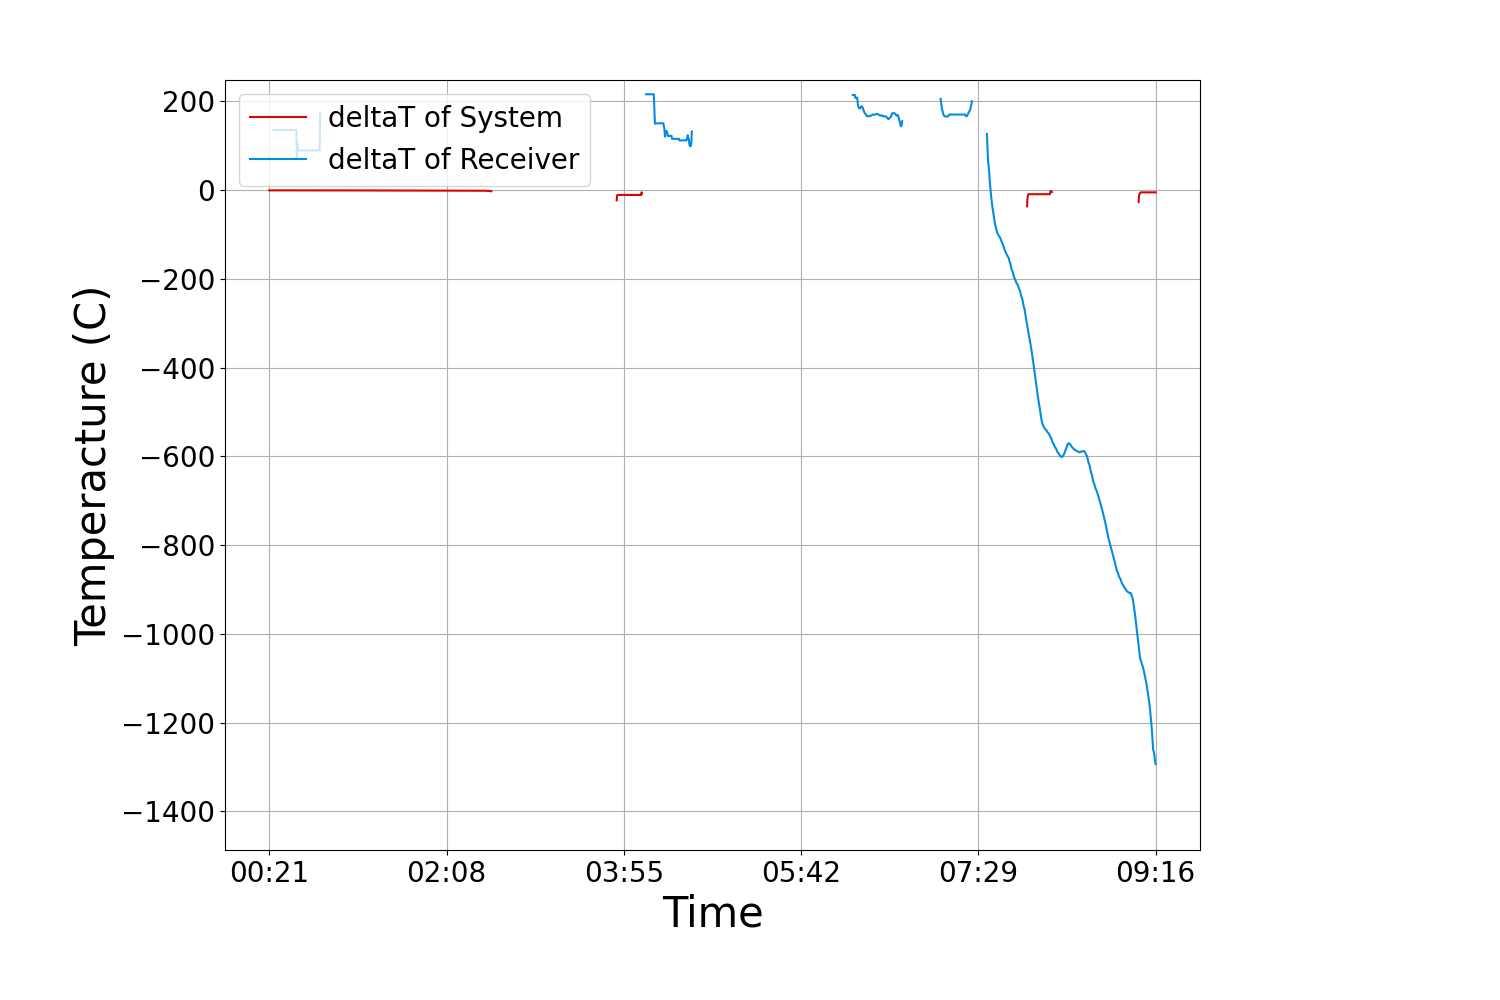 deltaT of System
deltaT of Receiver
200
0
−200
−400
−600
−800
−1000
−1200
−1400
Temperacture (C)
00:21 02:08 03:55 05:42 07:29 09:16
Time